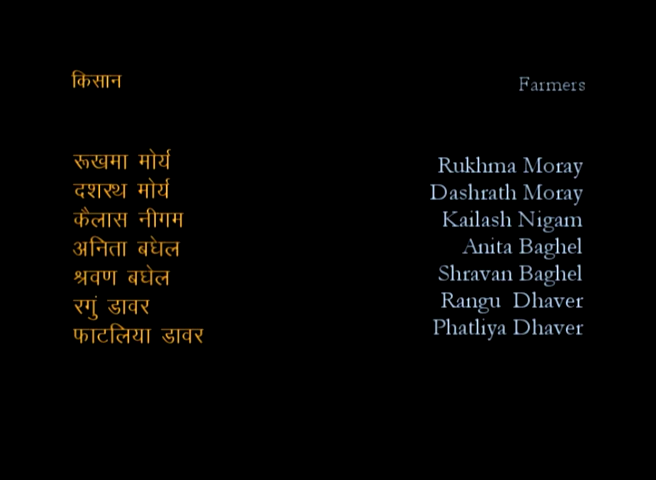 किसान Farmers
रूखमा मोर्य Rukhma Moray
दशरथ मोर्य Dashrath Moray
कैलास नीगम Kailash Nigam
अनिता बघेल Anita Baghel
श्रवण बघेल Shravan Baghel
रगुं डावर Rangu Dhaver
फाटलिया डावर Phatliya Dhaver